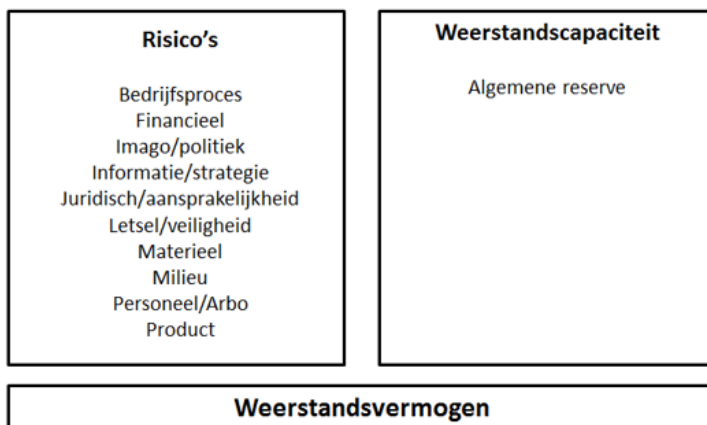 Risico's
Bedrijfsproces
Financieel
Imago/politiek
Informatie/strategie
Juridisch/aansprakelijkheid
Letsel/veiligheid
Materieel
Milieu
Personeel/Arbo
Product
Weerstandscapaciteit
Algemene reserve
Weerstandsvermogen